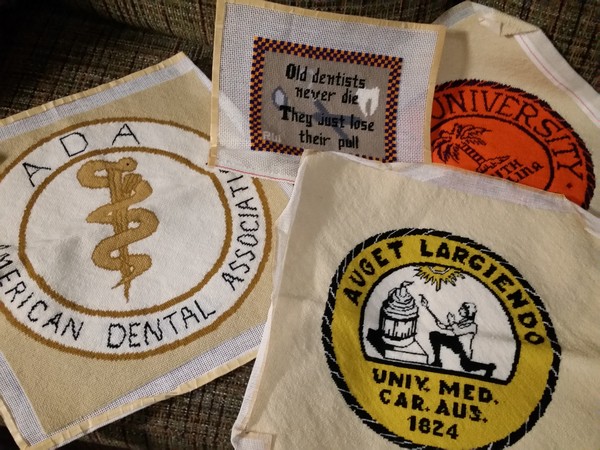 ADA
AMERICAN DENTAL ASSOCIATI
Old dentists
never die
They just lose
their pull
UNIVERSITY
AUGET LARGIENDO
UNIV. MED.
CAR. AUS.
1824